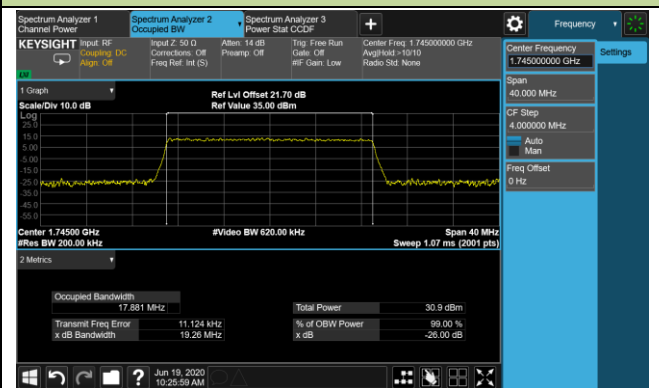 Spectrum Analyzer 1
Channel Power
Spectrum Analyzer 2
Occupied BW
Spectrum Analyzer 3
Power Stat CCDF
+
Frequency
KEYSIGHT
Input: RF
Coupling: DC
Align: Off
Input Z: 50 Ω
Corrections: Off
Freq Ref: Int (S)
Atten: 14 dB
Preamp: Off
Trig: Free Run
Gate: Off
#IF Gain: Low
Center Freq: 1.745000000 GHz
Avg|Hold:>10/10
Radio Std: None
Center Frequency
1.745000000 GHz
Settings
Span
40.000 MHz
CF Step
4.000000 MHz
Auto
Man
Freq Offset
0 Hz
1 Graph
Scale/Div 10.0 dB
Ref Lvl Offset 21.70 dB
Ref Value 35.00 dBm
Log
25.0
15.0
5.00
-5.00
-15.0
-25.0
-35.0
-45.0
-55.0
Center 1.74500 GHz
#Res BW 200.00 kHz
#Video BW 620.00 kHz
Span 40 MHz
Sweep 1.07 ms (2001 pts)
2 Metrics
Occupied Bandwidth
17.881 MHz
Total Power 30.9 dBm
Transmit Freq Error 11.124 kHz
% of OBW Power 99.00 %
x dB Bandwidth 19.26 MHz
x dB -26.00 dB
?
Jun 19, 2020
10:25:59 AM